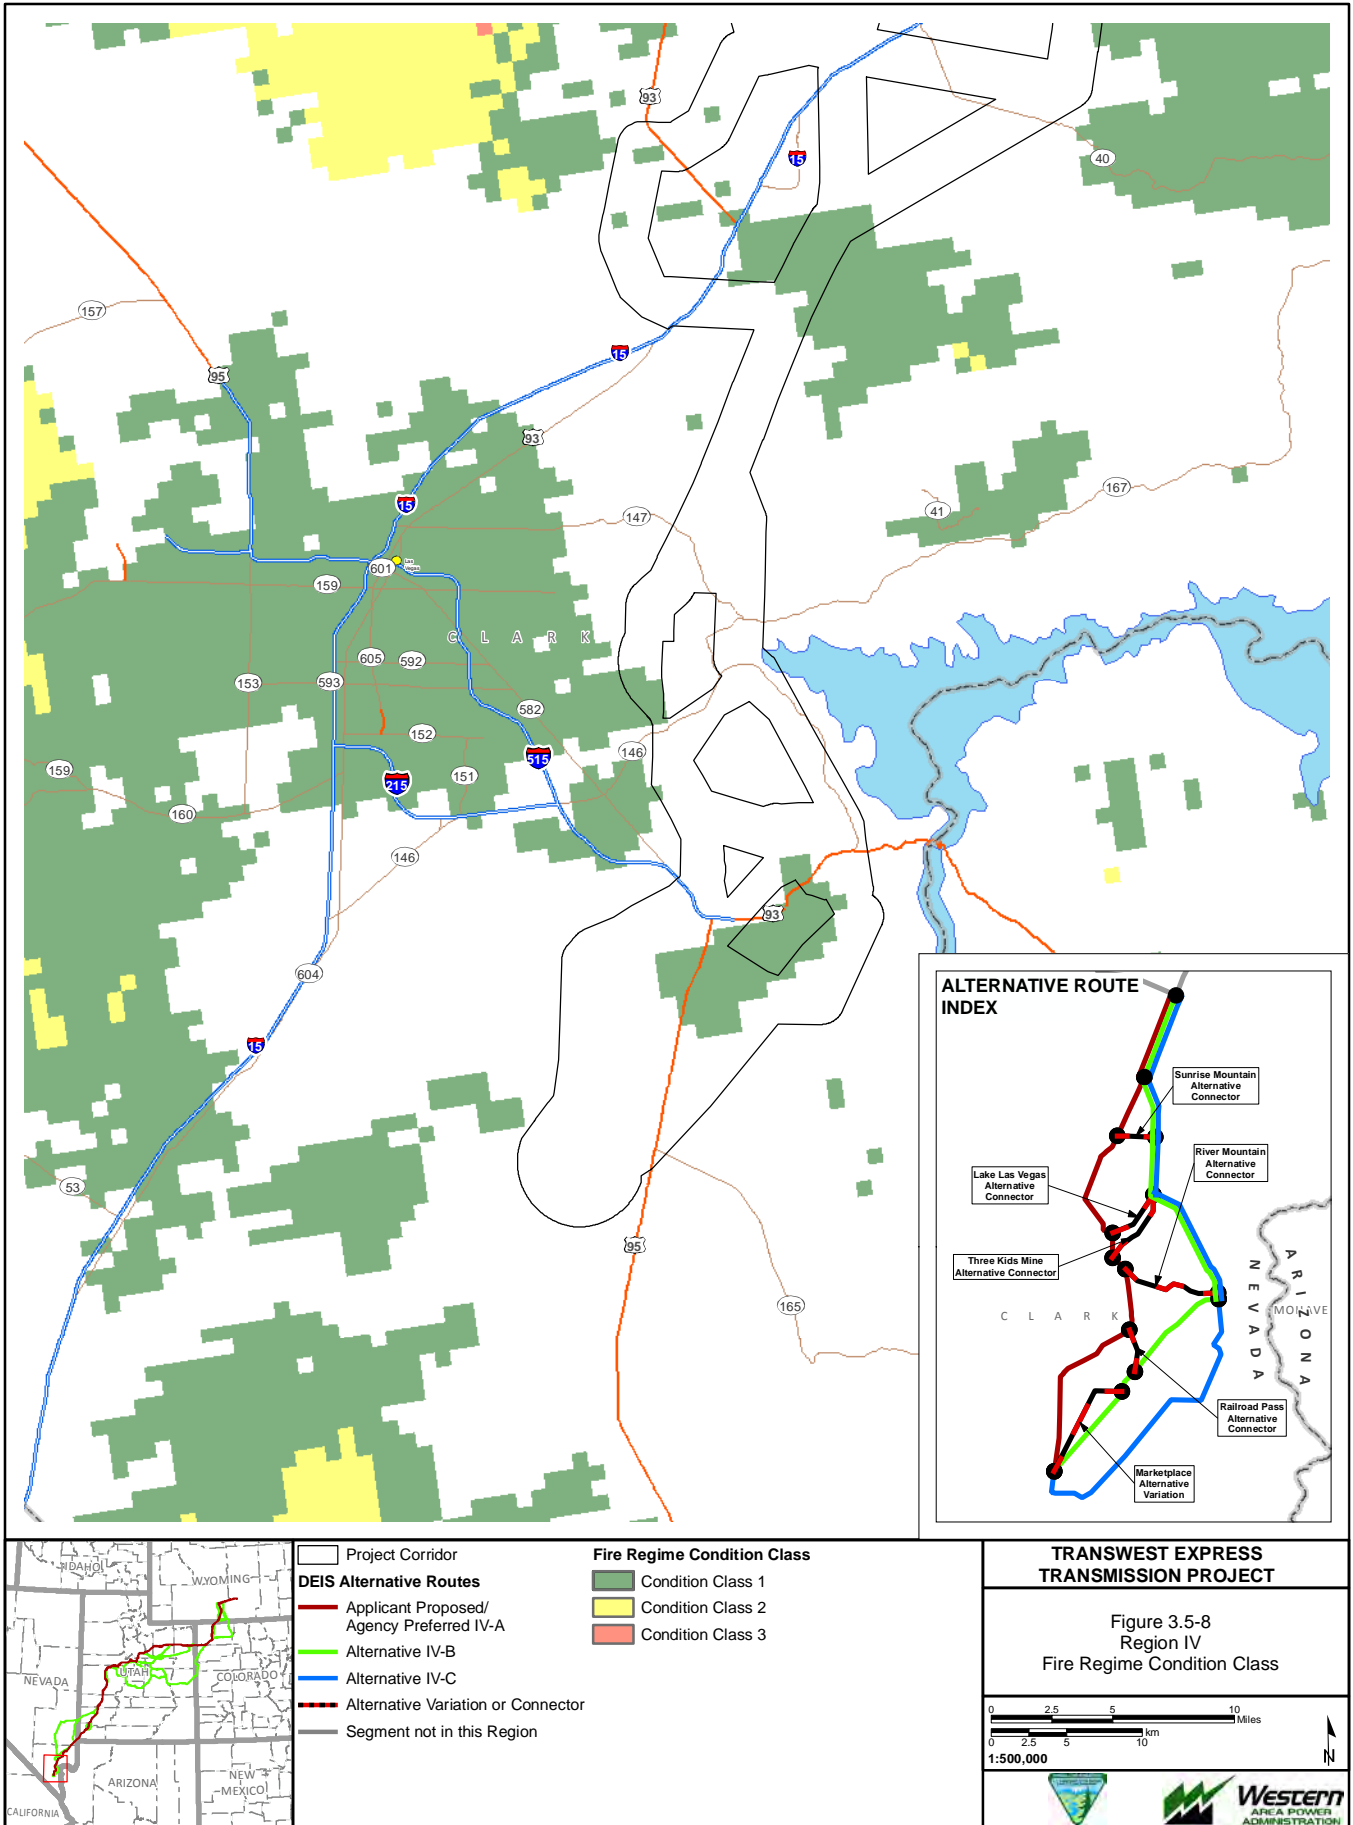 93
15
40
157
95
15
93
15
147
41
167
601
Las
Vegas
159
C L A R K
605
592
153
593
582
152
146
515
159
215
151
160
146
93
604
15
53
95
165
ALTERNATIVE ROUTE
INDEX
Sunrise Mountain
Alternative
Connector
River Mountain
Alternative
Connector
Lake Las Vegas
Alternative
Connector
Three Kids Mine
Alternative Connector
C L A R K
NEVADA
ARIZONA
MOHAVE
Railroad Pass
Alternative
Connector
Marketplace
Alternative
Variation
IDAHO
WYOMING
NEVADA
UTAH
COLORADO
ARIZONA
NEW
MEXICO
CALIFORNIA
Project Corridor
DEIS Alternative Routes
Applicant Proposed/
Agency Preferred IV-A
Alternative IV-B
Alternative IV-C
Alternative Variation or Connector
Segment not in this Region
Fire Regime Condition Class
Condition Class 1
Condition Class 2
Condition Class 3
TRANSWEST EXPRESS
TRANSMISSION PROJECT
Figure 3.5-8
Region IV
Fire Regime Condition Class
0 2.5 5 10
Miles
km
0 2.5 5 10
1:500,000
N
Western
AREA POWER
ADMINISTRATION